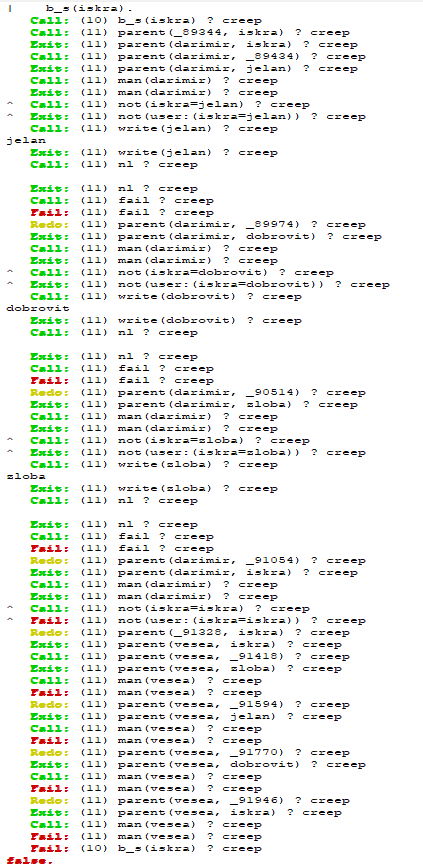 |    b_s(iskra).
Call: (10) b_s(iskra) ? creep
Call: (11) parent(_89344, iskra) ? creep
Exit: (11) parent(darimir, iskra) ? creep
Call: (11) parent(darimir, _89434) ? creep
Exit: (11) parent(darimir, jelan) ? creep
Call: (11) man(darimir) ? creep
Exit: (11) man(darimir) ? creep
^ Call: (11) not(iskra=jelan) ? creep
^ Exit: (11) not(user:(iskra=jelan)) ? creep
Call: (11) write(jelan) ? creep
jelan
Exit: (11) write(jelan) ? creep
Call: (11) nl ? creep
Exit: (11) nl ? creep
Call: (11) fail ? creep
Fail: (11) fail ? creep
Redo: (11) parent(darimir, _89974) ? creep
Exit: (11) parent(darimir, dobrovit) ? creep
Call: (11) man(darimir) ? creep
Exit: (11) man(darimir) ? creep
^ Call: (11) not(iskra=dobrovit) ? creep
^ Exit: (11) not(user:(iskra=dobrovit)) ? creep
Call: (11) write(dobrovit) ? creep
dobrovit
Exit: (11) write(dobrovit) ? creep
Call: (11) nl ? creep
Exit: (11) nl ? creep
Call: (11) fail ? creep
Fail: (11) fail ? creep
Redo: (11) parent(darimir, _90514) ? creep
Exit: (11) parent(darimir, zloba) ? creep
Call: (11) man(darimir) ? creep
Exit: (11) man(darimir) ? creep
^ Call: (11) not(iskra=zloba) ? creep
^ Exit: (11) not(user:(iskra=zloba)) ? creep
Call: (11) write(zloba) ? creep
zloba
Exit: (11) write(zloba) ? creep
Call: (11) nl ? creep
Exit: (11) nl ? creep
Call: (11) fail ? creep
Fail: (11) fail ? creep
Redo: (11) parent(darimir, _91054) ? creep
Exit: (11) parent(darimir, iskra) ? creep
Call: (11) man(darimir) ? creep
Exit: (11) man(darimir) ? creep
^ Call: (11) not(iskra=iskra) ? creep
^ Fail: (11) not(user:(iskra=iskra)) ? creep
Redo: (11) parent(_91328, iskra) ? creep
Exit: (11) parent(vesea, iskra) ? creep
Call: (11) parent(vesea, _91418) ? creep
Exit: (11) parent(vesea, zloba) ? creep
Call: (11) man(vesea) ? creep
Fail: (11) man(vesea) ? creep
Redo: (11) parent(vesea, _91594) ? creep
Exit: (11) parent(vesea, jelan) ? creep
Call: (11) man(vesea) ? creep
Fail: (11) man(vesea) ? creep
Redo: (11) parent(vesea, _91770) ? creep
Exit: (11) parent(vesea, dobrovit) ? creep
Call: (11) man(vesea) ? creep
Fail: (11) man(vesea) ? creep
Redo: (11) parent(vesea, _91946) ? creep
Exit: (11) parent(vesea, iskra) ? creep
Call: (11) man(vesea) ? creep
Fail: (11) man(vesea) ? creep
Fail: (10) b_s(iskra) ? creep
false.